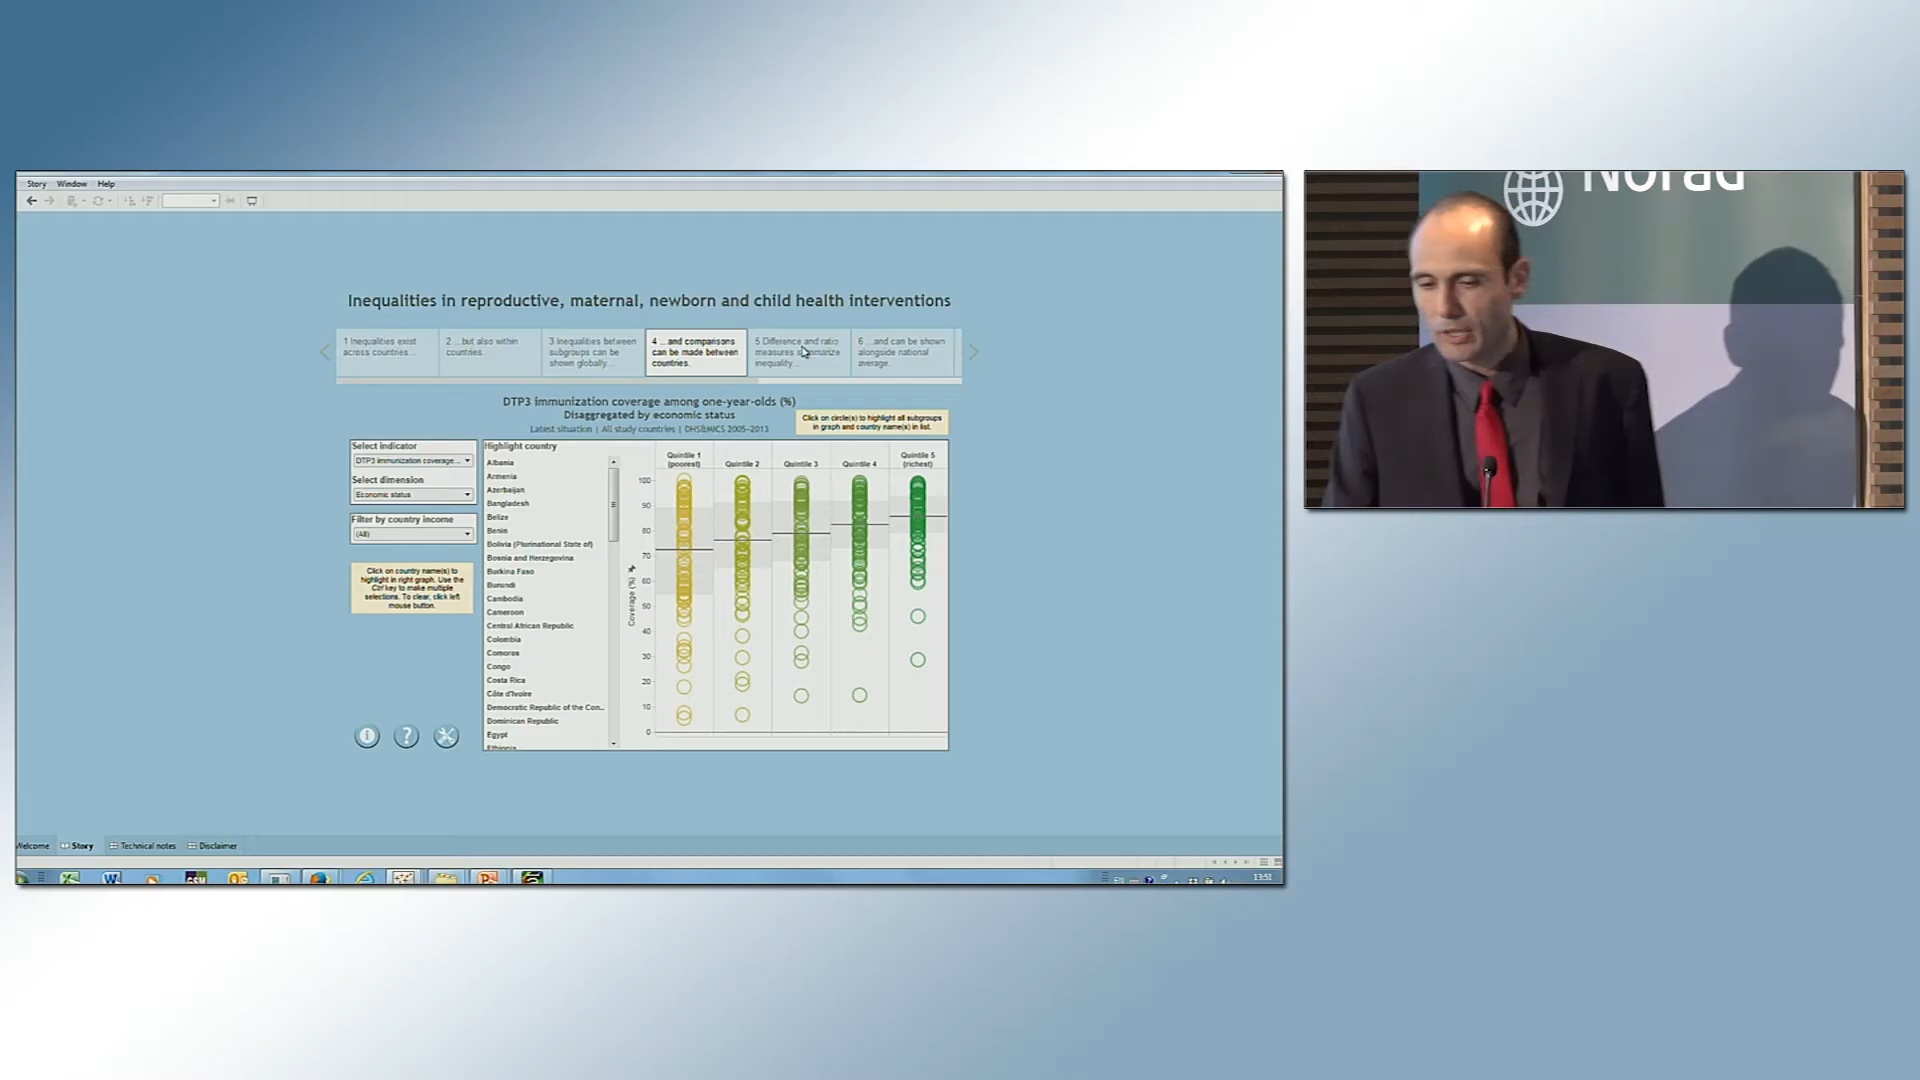 Story Window Help
Inequalities in reproductive, maternal, newborn and child health interventions
1 Inequalities exist
across countries...
2 ...but also within
countries.
3 Inequalities between
subgroups can be
shown globally...
4 ...and comparisons
can be made between
countries.
5 Difference and ratio
measures summarize
inequality...
6 ...and can be shown
alongside national
average.
DTP3 immunization coverage among one-year-olds (%)
Disaggregated by economic status
Latest situation | All study countries | DHS&MICS 2005-2013
Click on circle(s) to highlight all subgroups
in graph and country name(s) in list.
Select indicator
DTP3 immunization coverage...
Select dimension
Economic status
Filter by country income
(All)
Click on country name(s) to
highlight in right graph. Use the
Ctrl key to make multiple
selections. To clear, click left
mouse button.
Highlight country
Albania
Armenia
Azerbaijan
Bangladesh
Belize
Benin
Bolivia (Plurinational State of)
Bosnia and Herzegovina
Burkina Faso
Burundi
Cambodia
Cameroon
Central African Republic
Colombia
Comoros
Congo
Costa Rica
Côte d'Ivoire
Democratic Republic of the Con..
Dominican Republic
Egypt
Ethiopia
Quintile 1
(poorest)
Quintile 2
Quintile 3
Quintile 4
Quintile 5
(richest)
Coverage (%)
100
90
80
70
60
50
40
30
20
10
0
Welcome Story Technical notes Disclaimer
EN
13:51
Norad